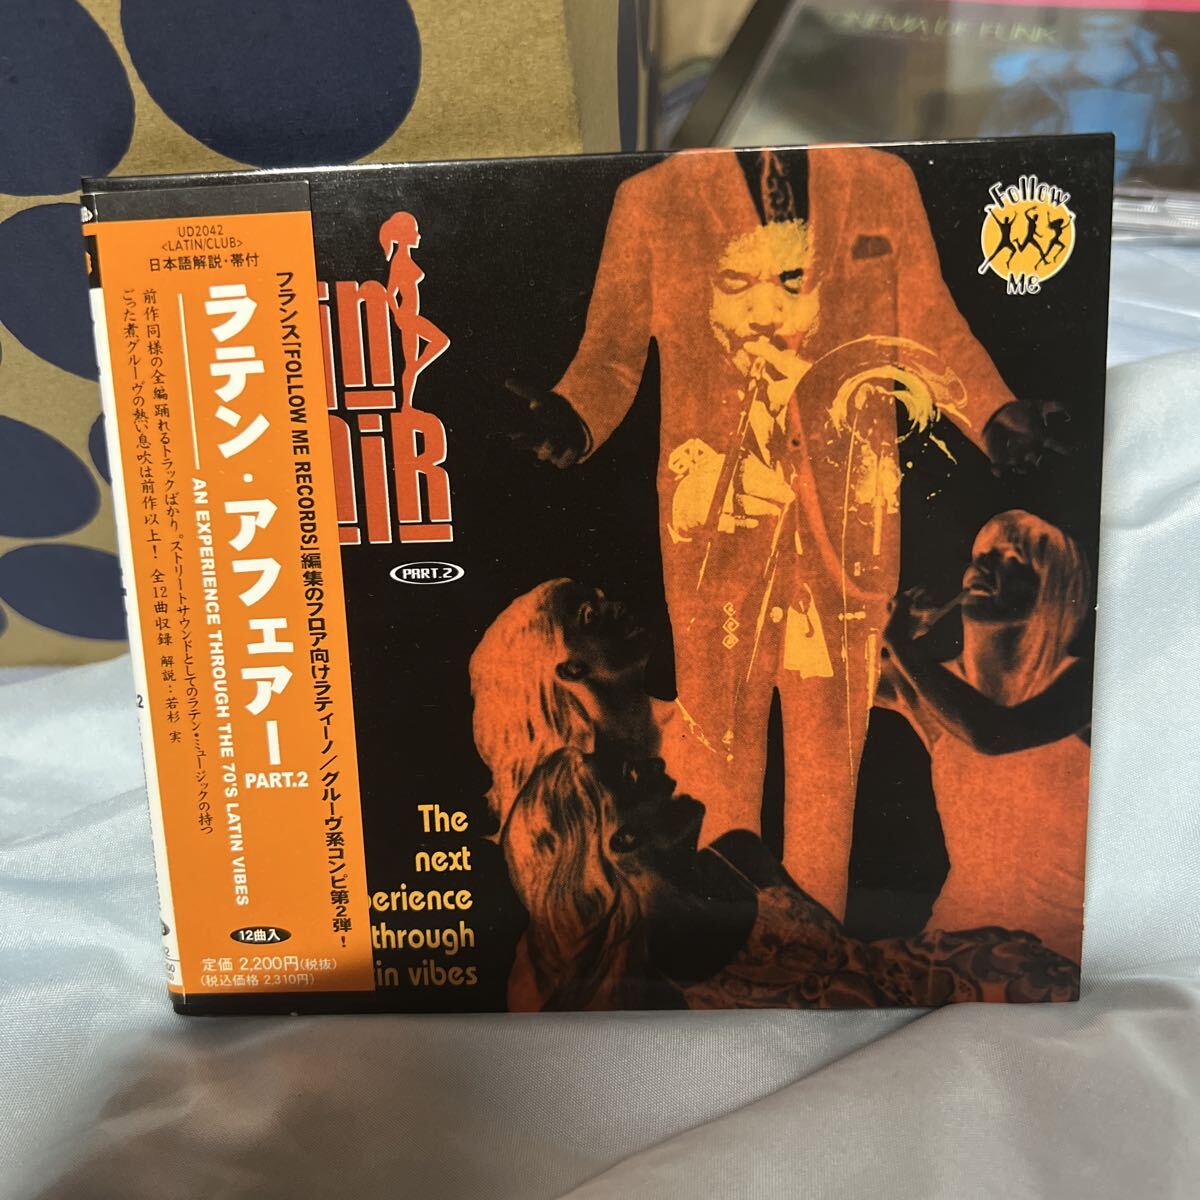 UD2042
<LATIN/CLUB>
日本語解説・帯付
フランス「FOLLOW ME RECORDS」編集のフロア向けラティーノ/グルーヴ系コンピ第2弾!
ラテン・アフェアー PART.2
AN EXPERIENCE THROUGH THE 70'S LATIN VIBES
前作同様の全編踊れるトラックばかり。ストリートサウンドとしてのラテン・ミュージックの持つ
ごった煮グルーヴの熱い息吹は前作以上! 全12曲収録 解説:若杉 実
12曲入
定価 2,200円(税抜)
(税込価格 2,310円)
in
aiR
PART.2
Follow
Me
The
next
perience
through
tin vibes
CINEMA OF FUNK